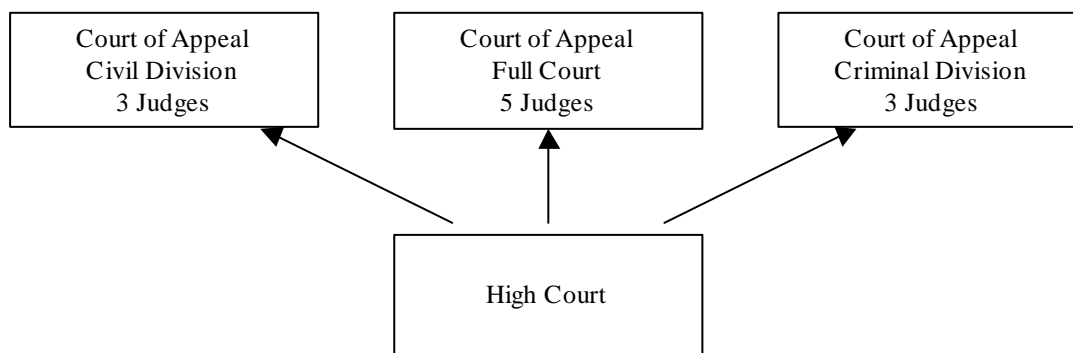 Court of Appeal
Civil Division
3 Judges
Court of Appeal
Full Court
5 Judges
Court of Appeal
Criminal Division
3 Judges
High Court